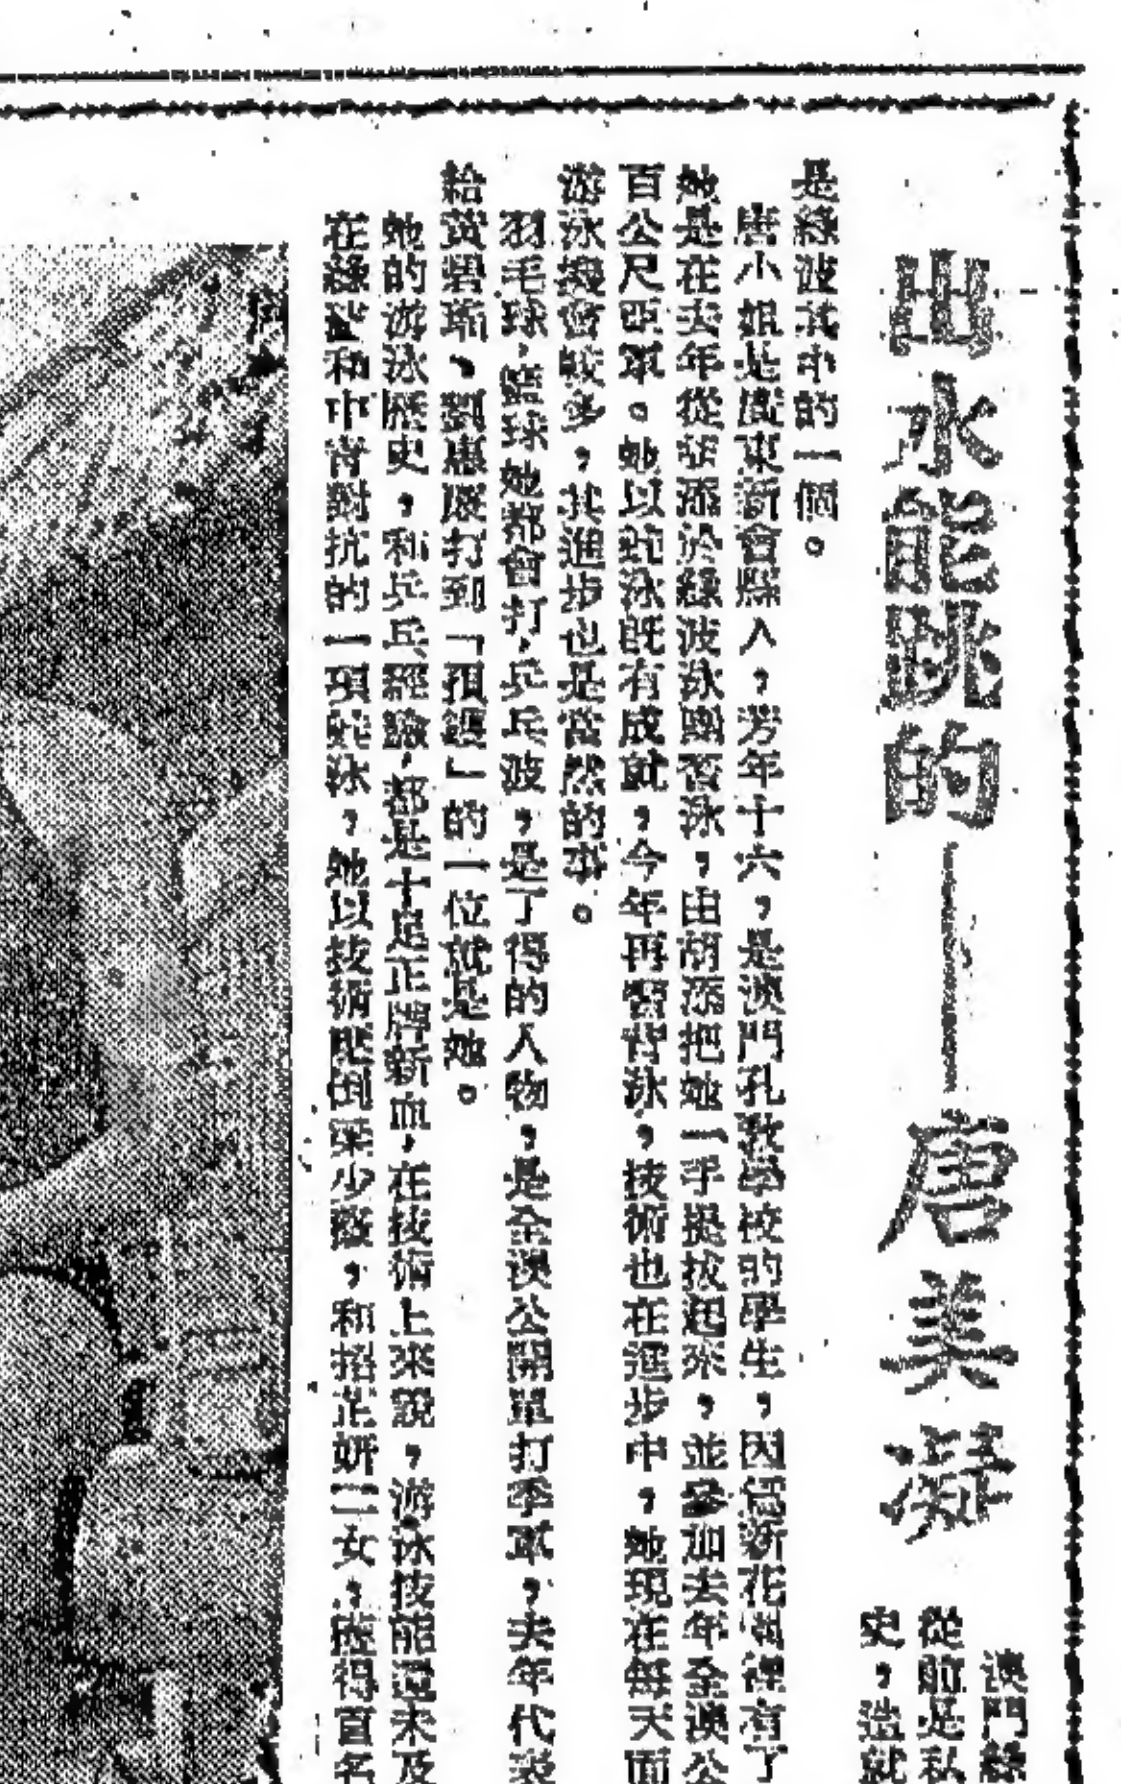 出水能跳的——唐美凝
澳門綠
從前是私
史，造就
是綠波其中的一個。
唐小姐是廣東新會縣人，芳年十六，是澳門孔教學校的學生，因爲新花園裡有了
她是在去年從胡添於綠波泳團習泳，由胡添把她一手提拔起來，並參加去年全澳公
百公尺亞軍。她以蛙泳既有成就，今年再習背泳，技術也在進步中，她現在每天面
游泳機會較多，其進步也是當然的事。
羽毛球，籃球她都會打，乒乓波，是了得的人物，是全澳公開單打季軍，去年代表
給黃碧瑤、劉惠 打到「 」的一位就是她。
她的游泳歷史，和乒乓經驗，都是十足正牌新血，在技術上來說，游泳技能還未及
在綠 和中青對抗的一項蛙泳，她以技術壓倒梁少 ，和招芷妍二女，獲得首名